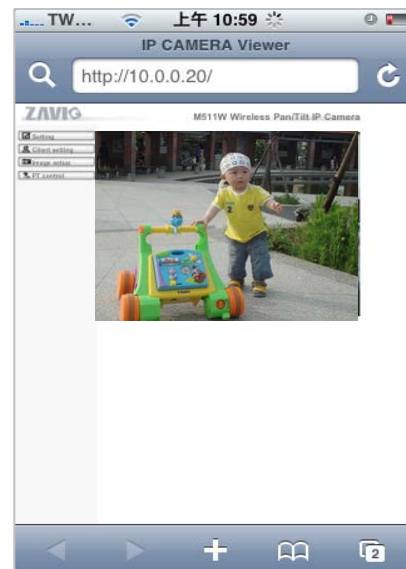 TW... 上午 10:59
IP CAMERA Viewer
http://10.0.0.20/
ZAVIO
M511W Wireless Pan/Tilt IP Camera
Setting
Client setting
Image setup
PT control
2